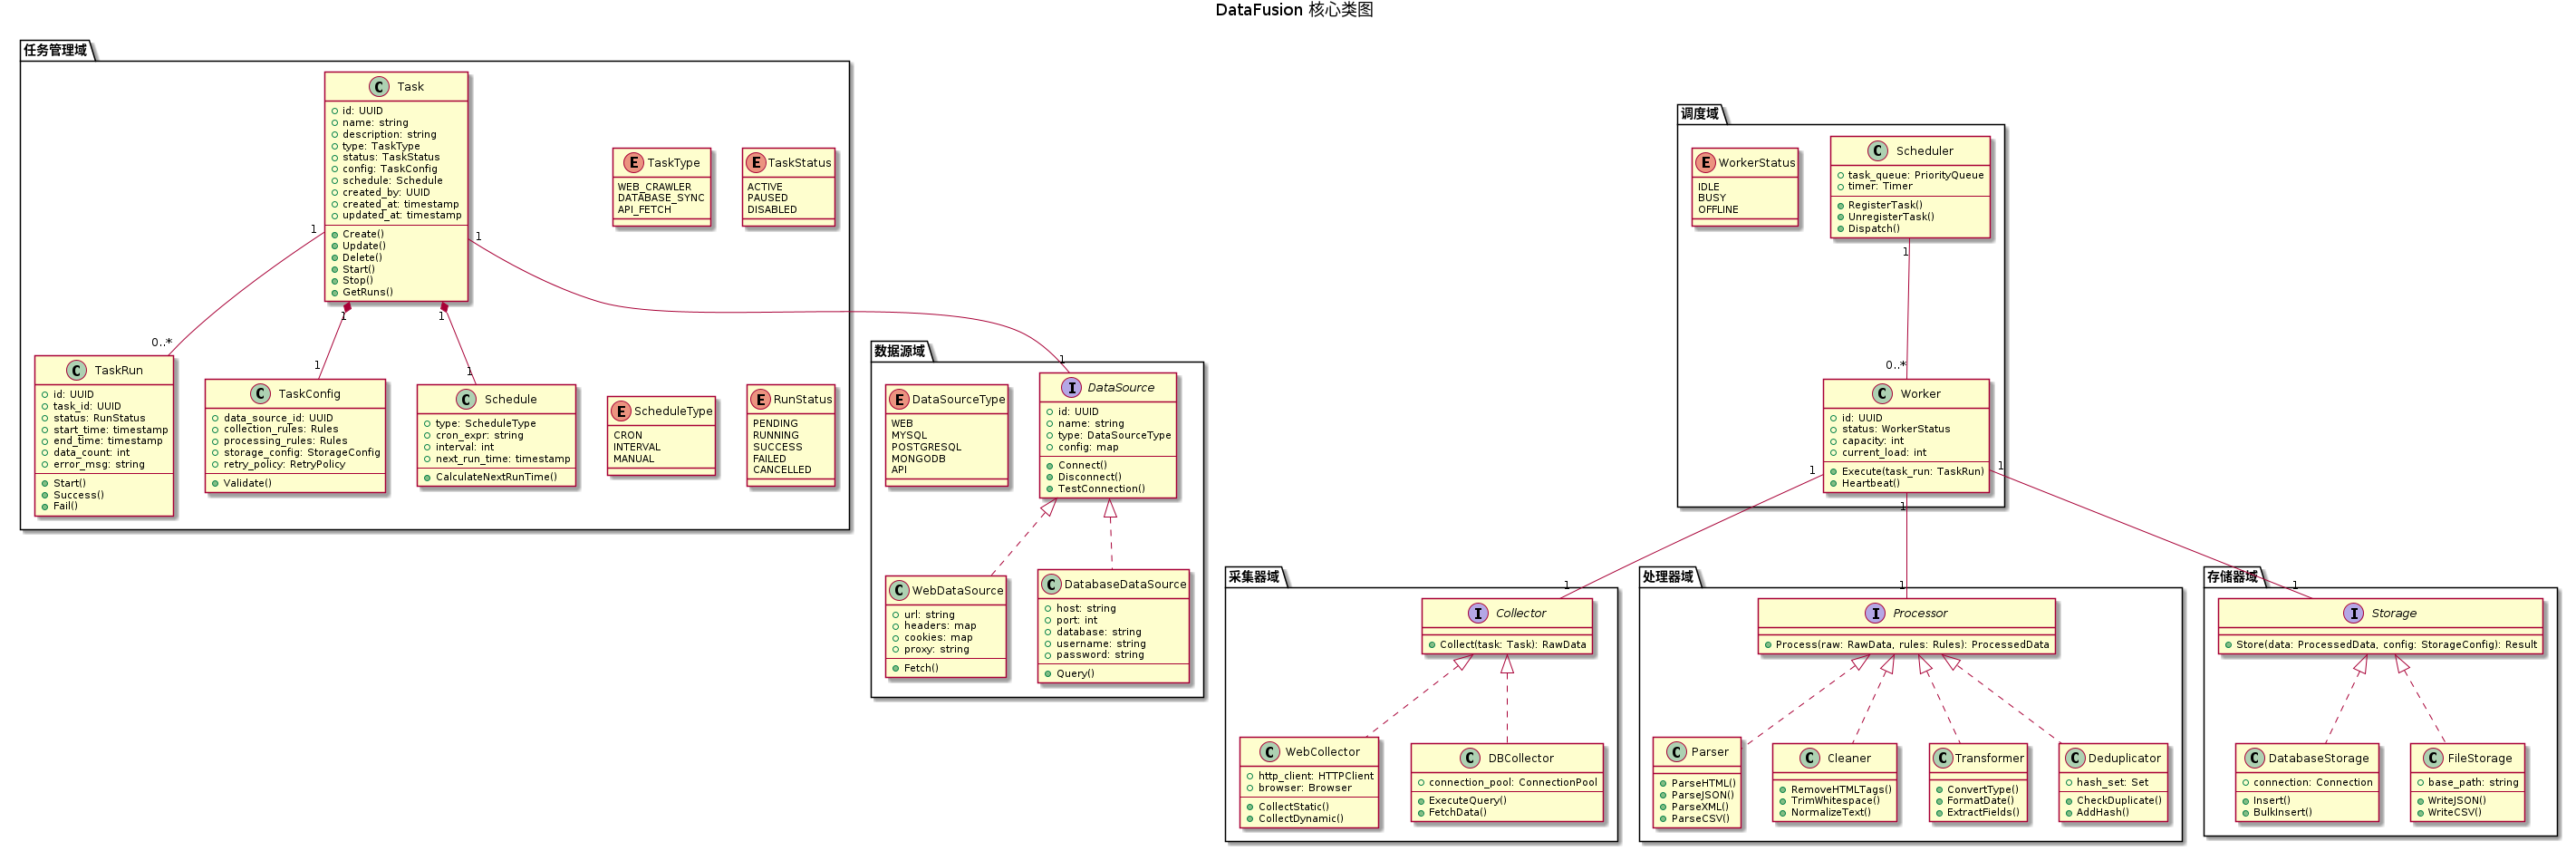 DataFusion 核心类图
任务管理域
C Task
id: UUID
name: string
description: string
type: TaskType
status: TaskStatus
config: TaskConfig
schedule: Schedule
created_by: UUID
created_at: timestamp
updated_at: timestamp
Create()
Update()
Delete()
Start()
Stop()
GetRuns()
E TaskType
WEB_CRAWLER
DATABASE_SYNC
API_FETCH
E TaskStatus
ACTIVE
PAUSED
DISABLED
1
1
1
1
0..*
1
1
C TaskRun
id: UUID
task_id: UUID
status: RunStatus
start_time: timestamp
end_time: timestamp
data_count: int
error_msg: string
Start()
Success()
Fail()
C TaskConfig
data_source_id: UUID
collection_rules: Rules
processing_rules: Rules
storage_config: StorageConfig
retry_policy: RetryPolicy
Validate()
C Schedule
type: ScheduleType
cron_expr: string
interval: int
next_run_time: timestamp
CalculateNextRunTime()
E ScheduleType
CRON
INTERVAL
MANUAL
E RunStatus
PENDING
RUNNING
SUCCESS
FAILED
CANCELLED
数据源域
1
E DataSourceType
WEB
MYSQL
POSTGRESQL
MONGODB
API
I DataSource
id: UUID
name: string
type: DataSourceType
config: map
Connect()
Disconnect()
TestConnection()
C WebDataSource
url: string
headers: map
cookies: map
proxy: string
Fetch()
C DatabaseDataSource
host: string
port: int
database: string
username: string
password: string
Query()
调度域
E WorkerStatus
IDLE
BUSY
OFFLINE
C Scheduler
task_queue: PriorityQueue
timer: Timer
RegisterTask()
UnregisterTask()
Dispatch()
1
0..*
C Worker
id: UUID
status: WorkerStatus
capacity: int
current_load: int
Execute(task_run: TaskRun)
Heartbeat()
1
1
1
采集器域
1
I Collector
Collect(task: Task): RawData
C WebCollector
http_client: HTTPClient
browser: Browser
CollectStatic()
CollectDynamic()
C DBCollector
connection_pool: ConnectionPool
ExecuteQuery()
FetchData()
处理器域
1
I Processor
Process(raw: RawData, rules: Rules): ProcessedData
C Parser
ParseHTML()
ParseJSON()
ParseXML()
ParseCSV()
C Cleaner
RemoveHTMLTags()
TrimWhitespace()
NormalizeText()
C Transformer
ConvertType()
FormatDate()
ExtractFields()
C Deduplicator
hash_set: Set
CheckDuplicate()
AddHash()
存储器域
1
I Storage
Store(data: ProcessedData, config: StorageConfig): Result
C DatabaseStorage
connection: Connection
Insert()
BulkInsert()
C FileStorage
base_path: string
WriteJSON()
WriteCSV()